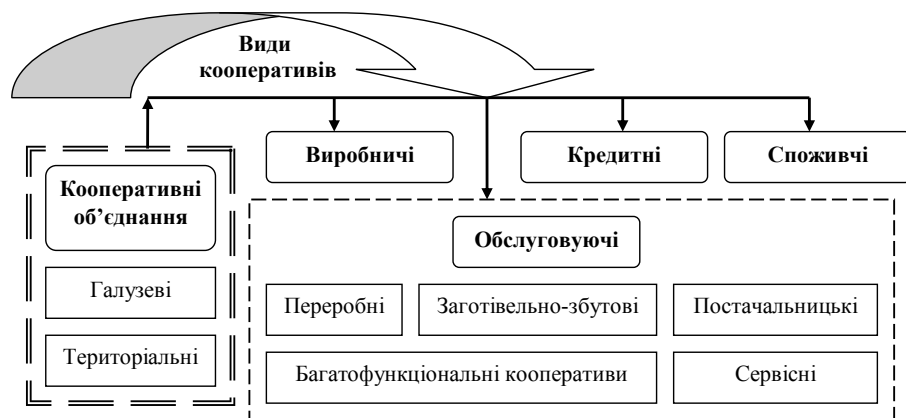 Види
кооперативів
Виробничі
Кредитні
Споживчі
Кооперативні
об’єднання
Галузеві
Територіальні
Обслуговуючі
Переробні
Заготівельно-збутові
Постачальницькі
Багатофункціональні кооперативи
Сервісні